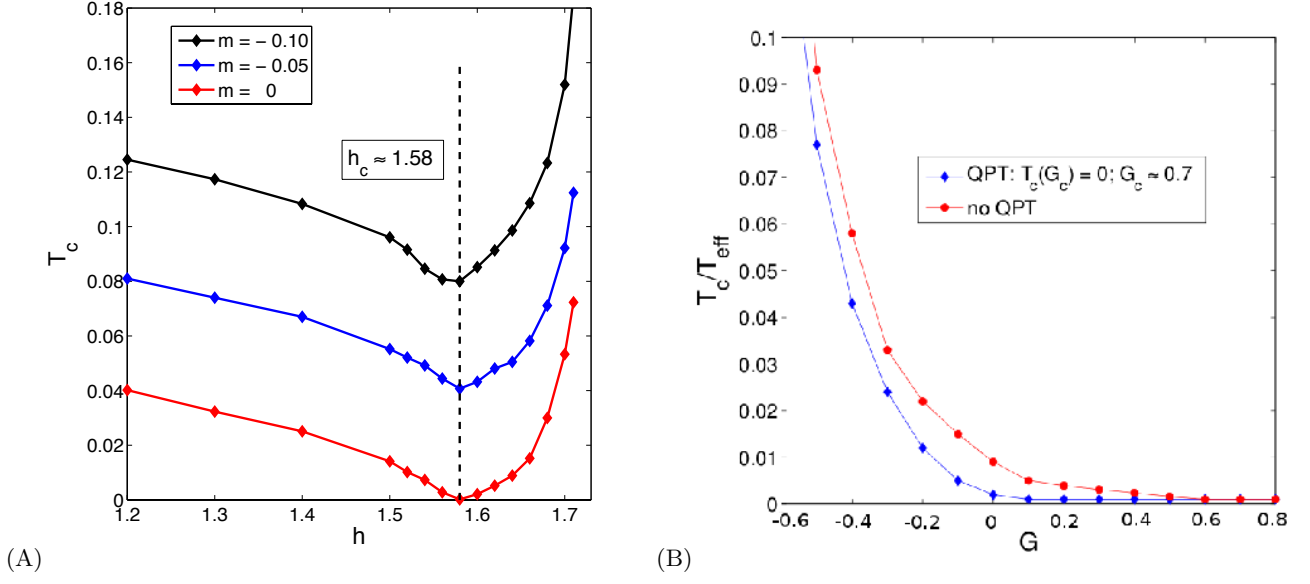 0.18
0.16
0.14
0.12
0.1
0.08
0.06
0.04
0.02
0
T_c
m = − 0.10
m = − 0.05
m = 0
h_c ≈ 1.58
1.2 1.3 1.4 1.5 1.6 1.7
h
(A)
0.1
0.09
0.08
0.07
0.06
0.05
0.04
0.03
0.02
0.01
0
T_c/T_eff
QPT: T_c(G_c) = 0; G_c ≈ 0.7
no QPT
-0.6 -0.4 -0.2 0 0.2 0.4 0.6 0.8
G
(B)